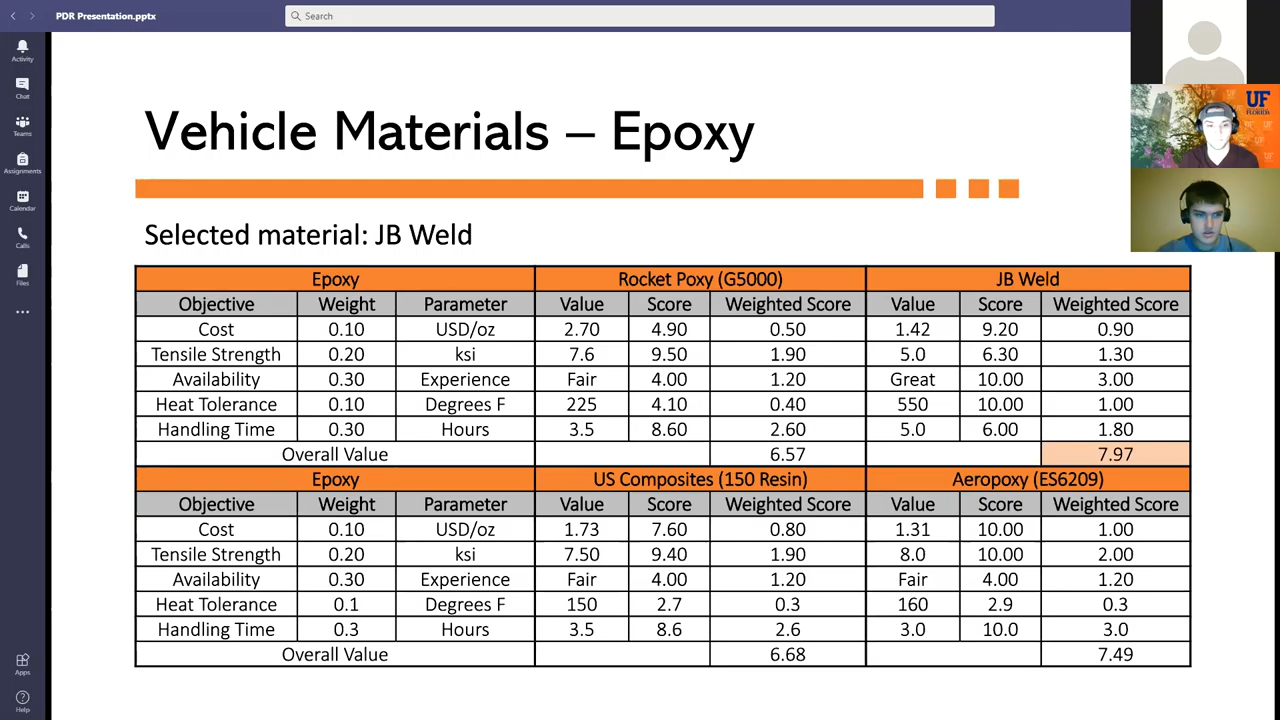 PDR Presentation.pptx
Search
Activity
Chat
Teams
Assignments
Calendar
Calls
Files
Apps
Help
UF
FLORIDA
Vehicle Materials – Epoxy
Selected material: JB Weld
Epoxy Rocket Poxy (G5000) JB Weld
Objective Weight Parameter Value Score Weighted Score Value Score Weighted Score
Cost 0.10 USD/oz 2.70 4.90 0.50 1.42 9.20 0.90
Tensile Strength 0.20 ksi 7.6 9.50 1.90 5.0 6.30 1.30
Availability 0.30 Experience Fair 4.00 1.20 Great 10.00 3.00
Heat Tolerance 0.10 Degrees F 225 4.10 0.40 550 10.00 1.00
Handling Time 0.30 Hours 3.5 8.60 2.60 5.0 6.00 1.80
Overall Value 6.57 7.97
Epoxy US Composites (150 Resin) Aeropoxy (ES6209)
Objective Weight Parameter Value Score Weighted Score Value Score Weighted Score
Cost 0.10 USD/oz 1.73 7.60 0.80 1.31 10.00 1.00
Tensile Strength 0.20 ksi 7.50 9.40 1.90 8.0 10.00 2.00
Availability 0.30 Experience Fair 4.00 1.20 Fair 4.00 1.20
Heat Tolerance 0.1 Degrees F 150 2.7 0.3 160 2.9 0.3
Handling Time 0.3 Hours 3.5 8.6 2.6 3.0 10.0 3.0
Overall Value 6.68 7.49